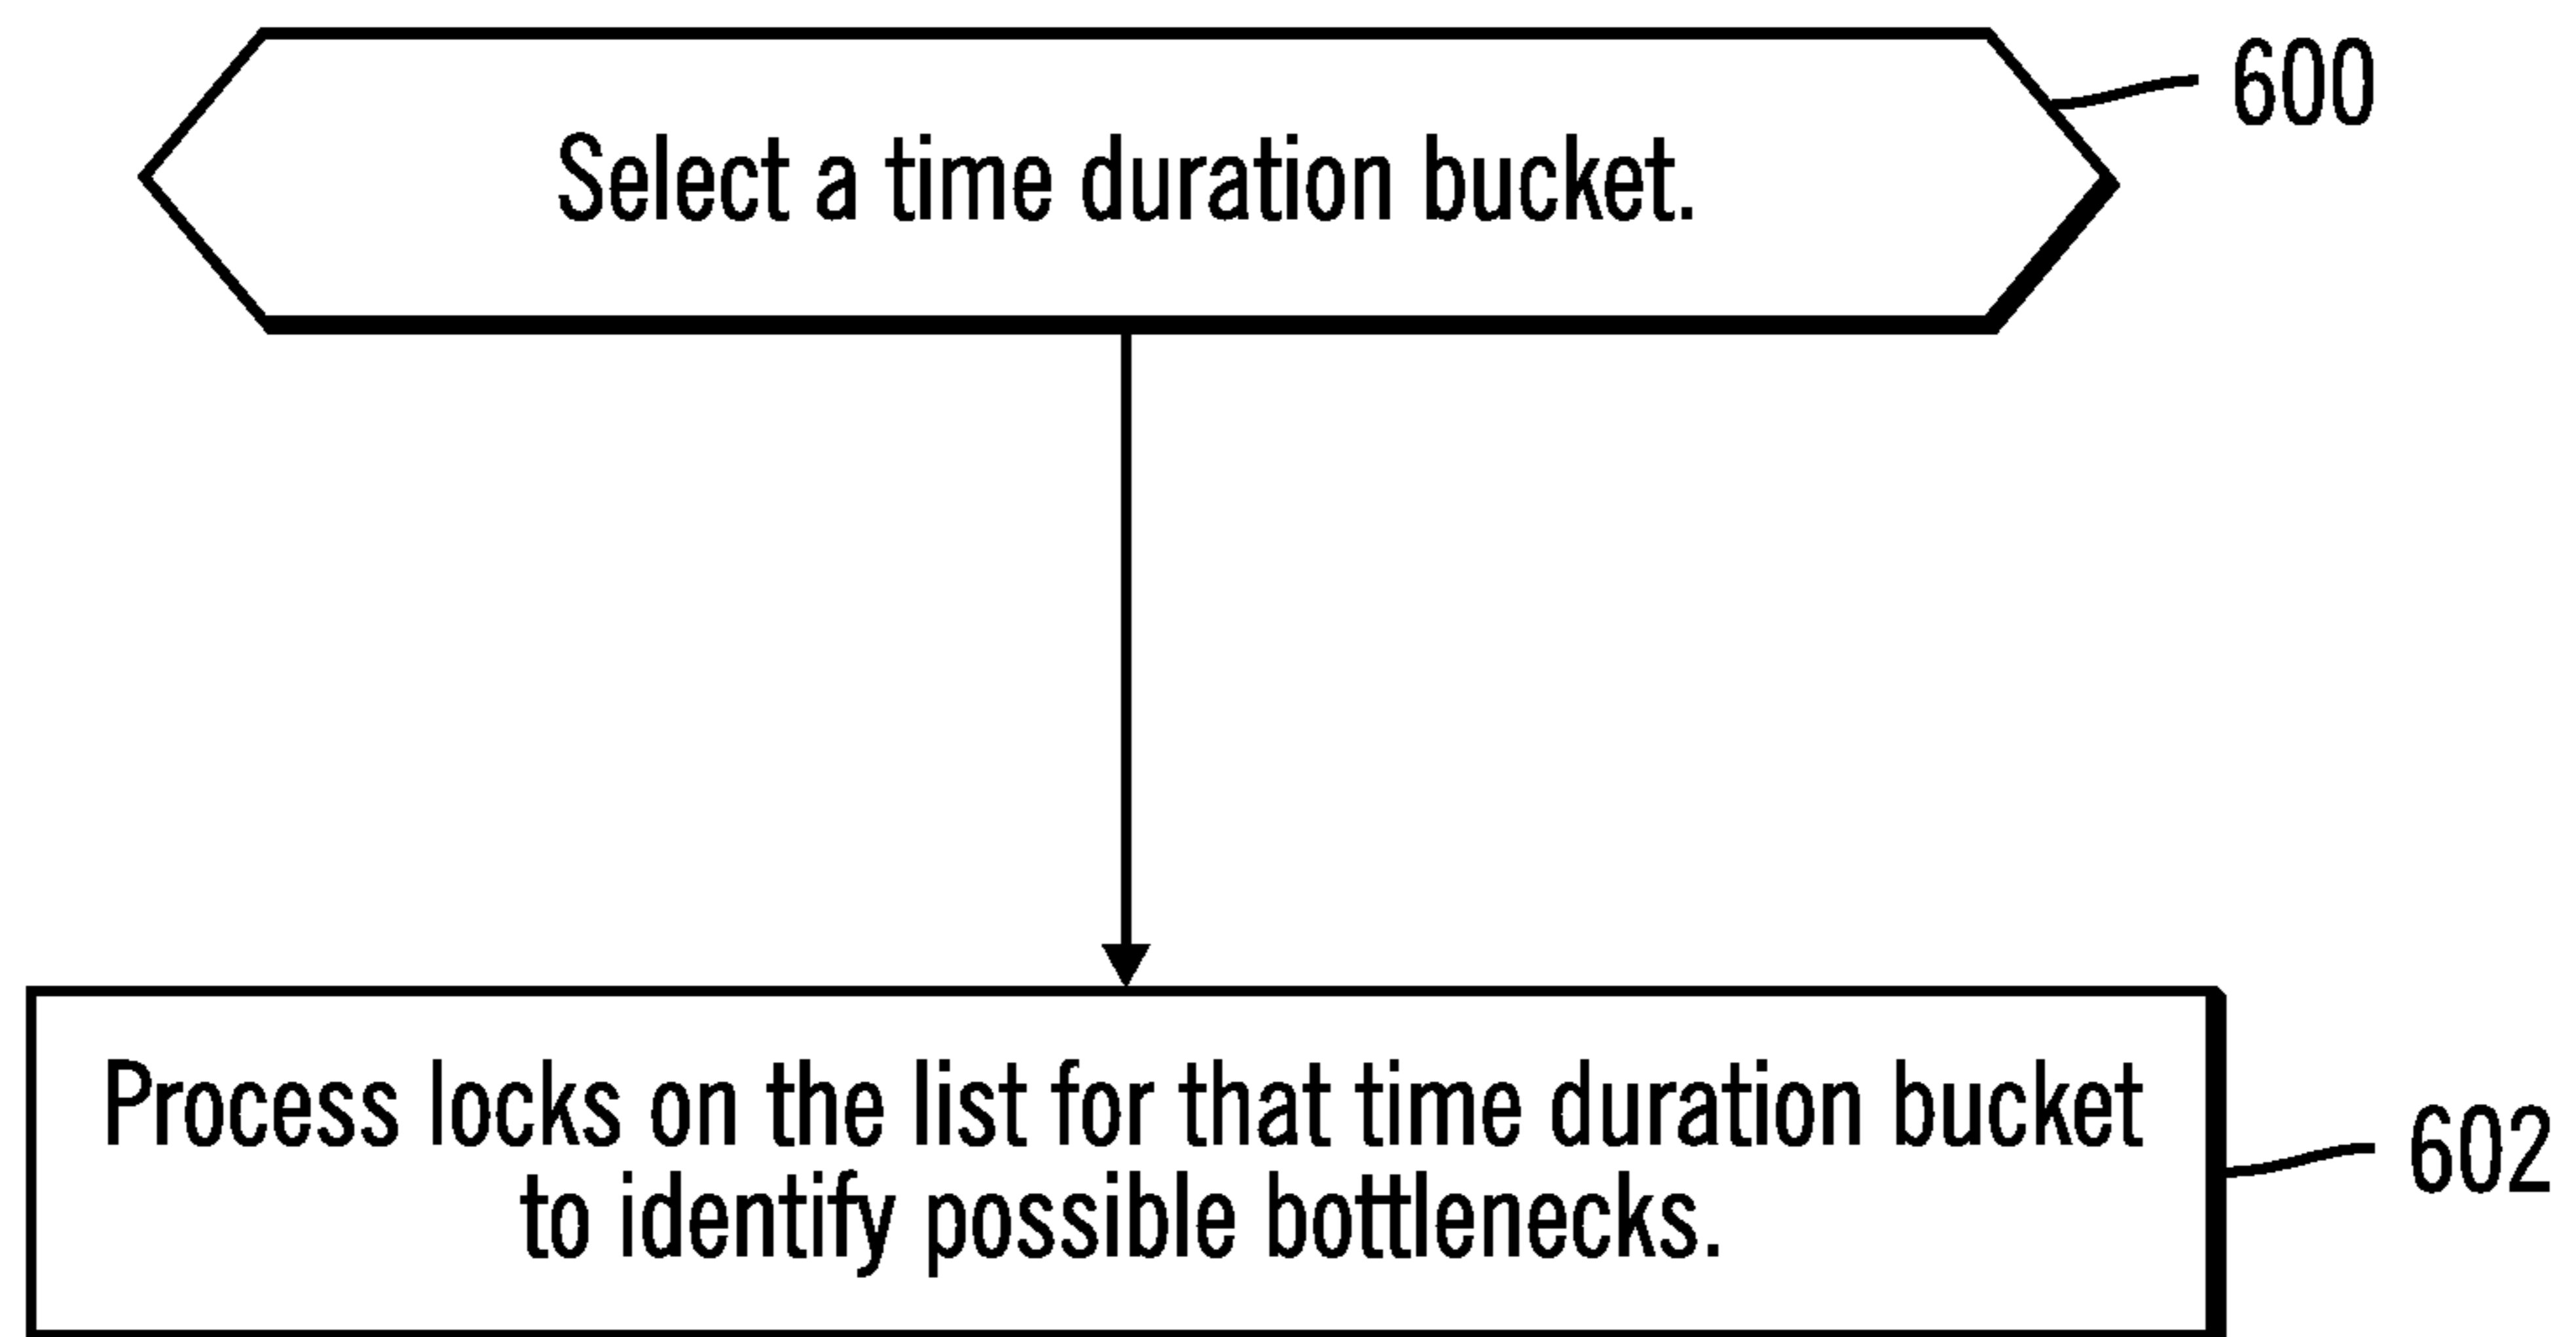 600
Select a time duration bucket.
Process locks on the list for that time duration bucket
to identify possible bottlenecks.
602